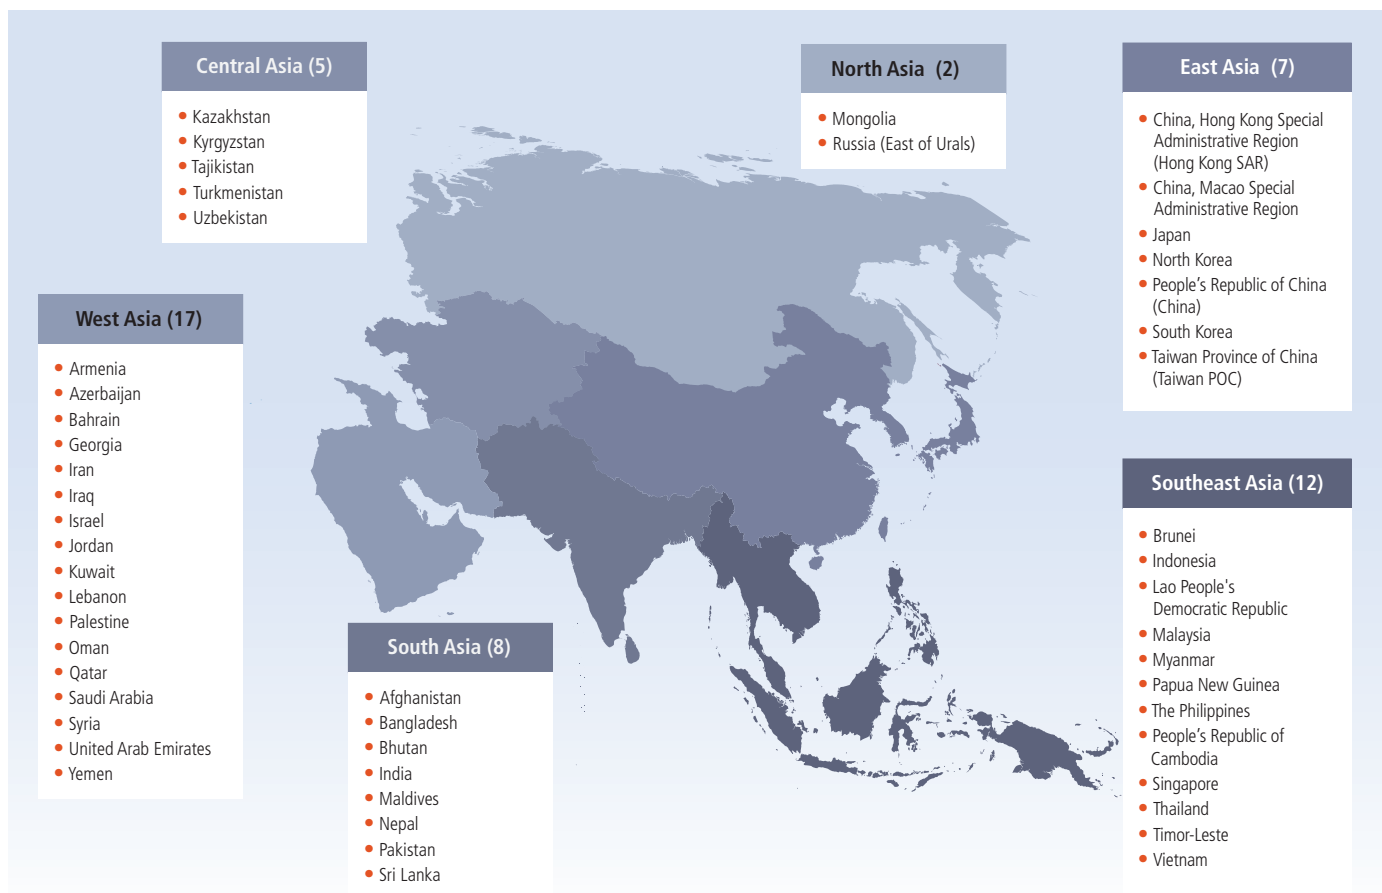 Central Asia (5)
Kazakhstan
Kyrgyzstan
Tajikistan
Turkmenistan
Uzbekistan
North Asia (2)
Mongolia
Russia (East of Urals)
East Asia (7)
China, Hong Kong Special
Administrative Region
(Hong Kong SAR)
China, Macao Special
Administrative Region
Japan
North Korea
People’s Republic of China
(China)
South Korea
Taiwan Province of China
(Taiwan POC)
West Asia (17)
Armenia
Azerbaijan
Bahrain
Georgia
Iran
Iraq
Israel
Jordan
Kuwait
Lebanon
Palestine
Oman
Qatar
Saudi Arabia
Syria
United Arab Emirates
Yemen
South Asia (8)
Afghanistan
Bangladesh
Bhutan
India
Maldives
Nepal
Pakistan
Sri Lanka
Southeast Asia (12)
Brunei
Indonesia
Lao People's
Democratic Republic
Malaysia
Myanmar
Papua New Guinea
The Philippines
People’s Republic of
Cambodia
Singapore
Thailand
Timor-Leste
Vietnam